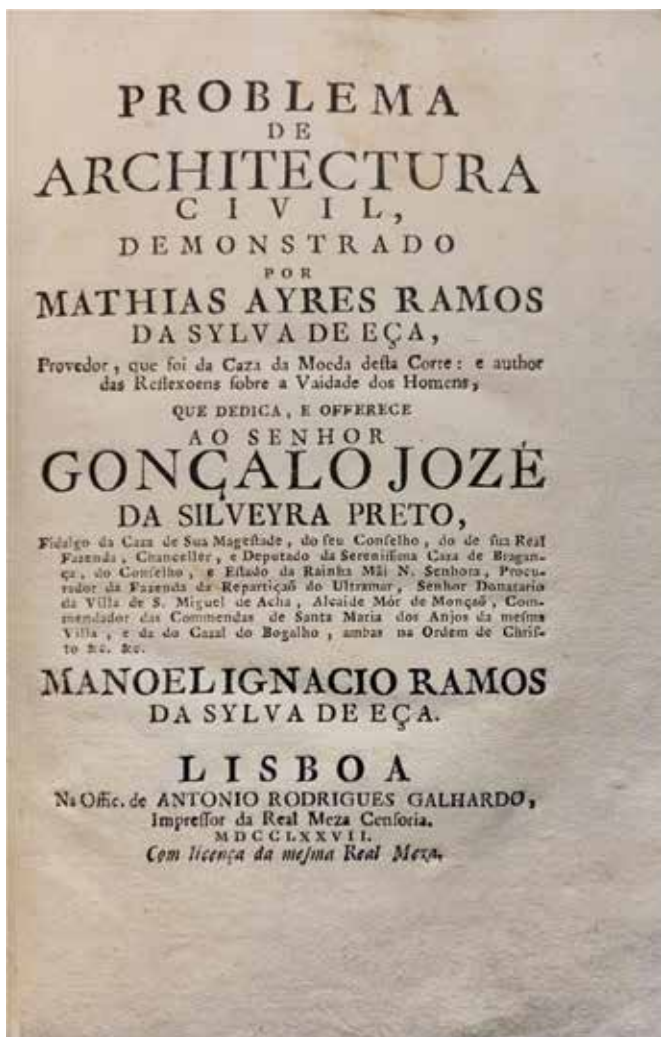 PROBLEMA
DE
ARCHITECTURA
CIVIL,
DEMONSTRADO
POR
MATHIAS AYRES RAMOS
DA SYLVA DE EÇA,
Provedor, que foi da Caza da Moeda deſta Corte: e author
das Reflexoens ſobre a Vaidade dos Homens,
QUE DEDICA, E OFFERECE
AO SENHOR
GONÇALO JOZÉ
DA SILVEYRA PRETO,
Fidalgo da Caza de Sua Mageſtade, do ſeu Conſelho, do de ſua Real
Fazenda, Chanceller, e Deputado da Sereniſſima Caza de Bragan-
ça, do Conſelho, e Eſtado da Rainha Mãi N. Senhora, Procu-
rador da Fazenda da Repartiçaõ do Ultramar, Senhor Donatario
da Villa de S. Miguel de Acha, Alcaide Mór de Monçaõ, Com-
mendador das Commendas de Santa Maria dos Anjos da meſma
Villa, e da do Cazal do Bogalho, ambas na Ordem de Chriſ-
to &c. &c.
MANOEL IGNACIO RAMOS
DA SYLVA DE EÇA.
LISBOA
Na Offic. de ANTONIO RODRIGUES GALHARDO,
Impreſſor da Real Meza Cenſoria.
MDCCLXXVII.
Com licença da meſma Real Meza.